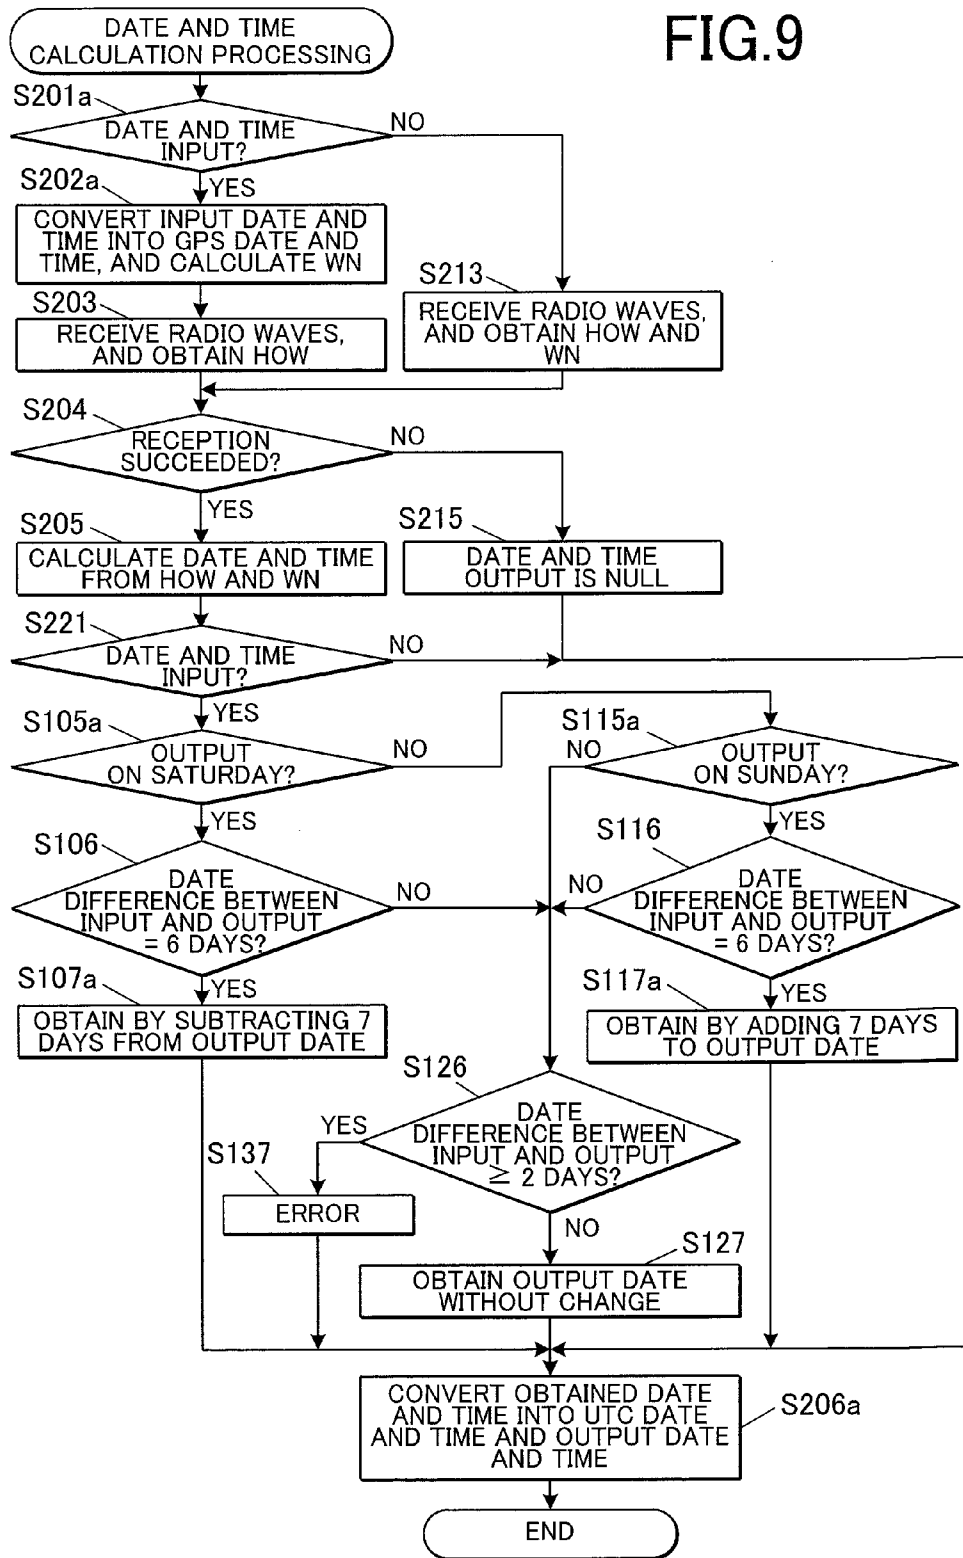 FIG.9
DATE AND TIME
CALCULATION PROCESSING
S201a
DATE AND TIME
INPUT?
NO
YES
S202a
CONVERT INPUT DATE AND
TIME INTO GPS DATE AND
TIME, AND CALCULATE WN
S203
RECEIVE RADIO WAVES,
AND OBTAIN HOW
S213
RECEIVE RADIO WAVES,
AND OBTAIN HOW AND
WN
S204
RECEPTION
SUCCEEDED?
NO
YES
S205
CALCULATE DATE AND TIME
FROM HOW AND WN
S215
DATE AND TIME
OUTPUT IS NULL
S221
DATE AND TIME
INPUT?
NO
YES
S105a
OUTPUT
ON SATURDAY?
NO
YES
S115a
OUTPUT
ON SUNDAY?
NO
YES
S106
DATE
DIFFERENCE BETWEEN
INPUT AND OUTPUT
= 6 DAYS?
NO
YES
S116
DATE
DIFFERENCE BETWEEN
INPUT AND OUTPUT
= 6 DAYS?
NO
YES
S107a
OBTAIN BY SUBTRACTING 7
DAYS FROM OUTPUT DATE
S117a
OBTAIN BY ADDING 7 DAYS
TO OUTPUT DATE
S126
DATE
DIFFERENCE BETWEEN
INPUT AND OUTPUT
≧ 2 DAYS?
YES
NO
S137
ERROR
S127
OBTAIN OUTPUT DATE
WITHOUT CHANGE
CONVERT OBTAINED DATE
AND TIME INTO UTC DATE
AND TIME AND OUTPUT DATE
AND TIME
S206a
END